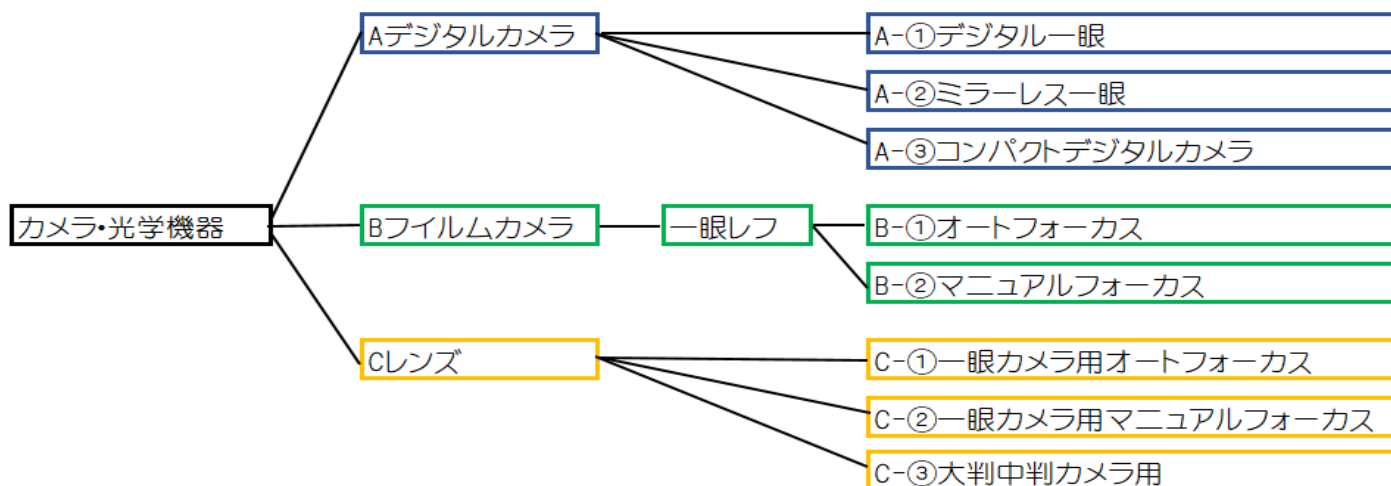 Aデジタルカメラ
A-①デジタル一眼
A-②ミラーレス一眼
A-③コンパクトデジタルカメラ
カメラ・光学機器
Bフイルムカメラ
一眼レフ
B-①オートフォーカス
B-②マニュアルフォーカス
Cレンズ
C-①一眼カメラ用オートフォーカス
C-②一眼カメラ用マニュアルフォーカス
C-③大判中判カメラ用